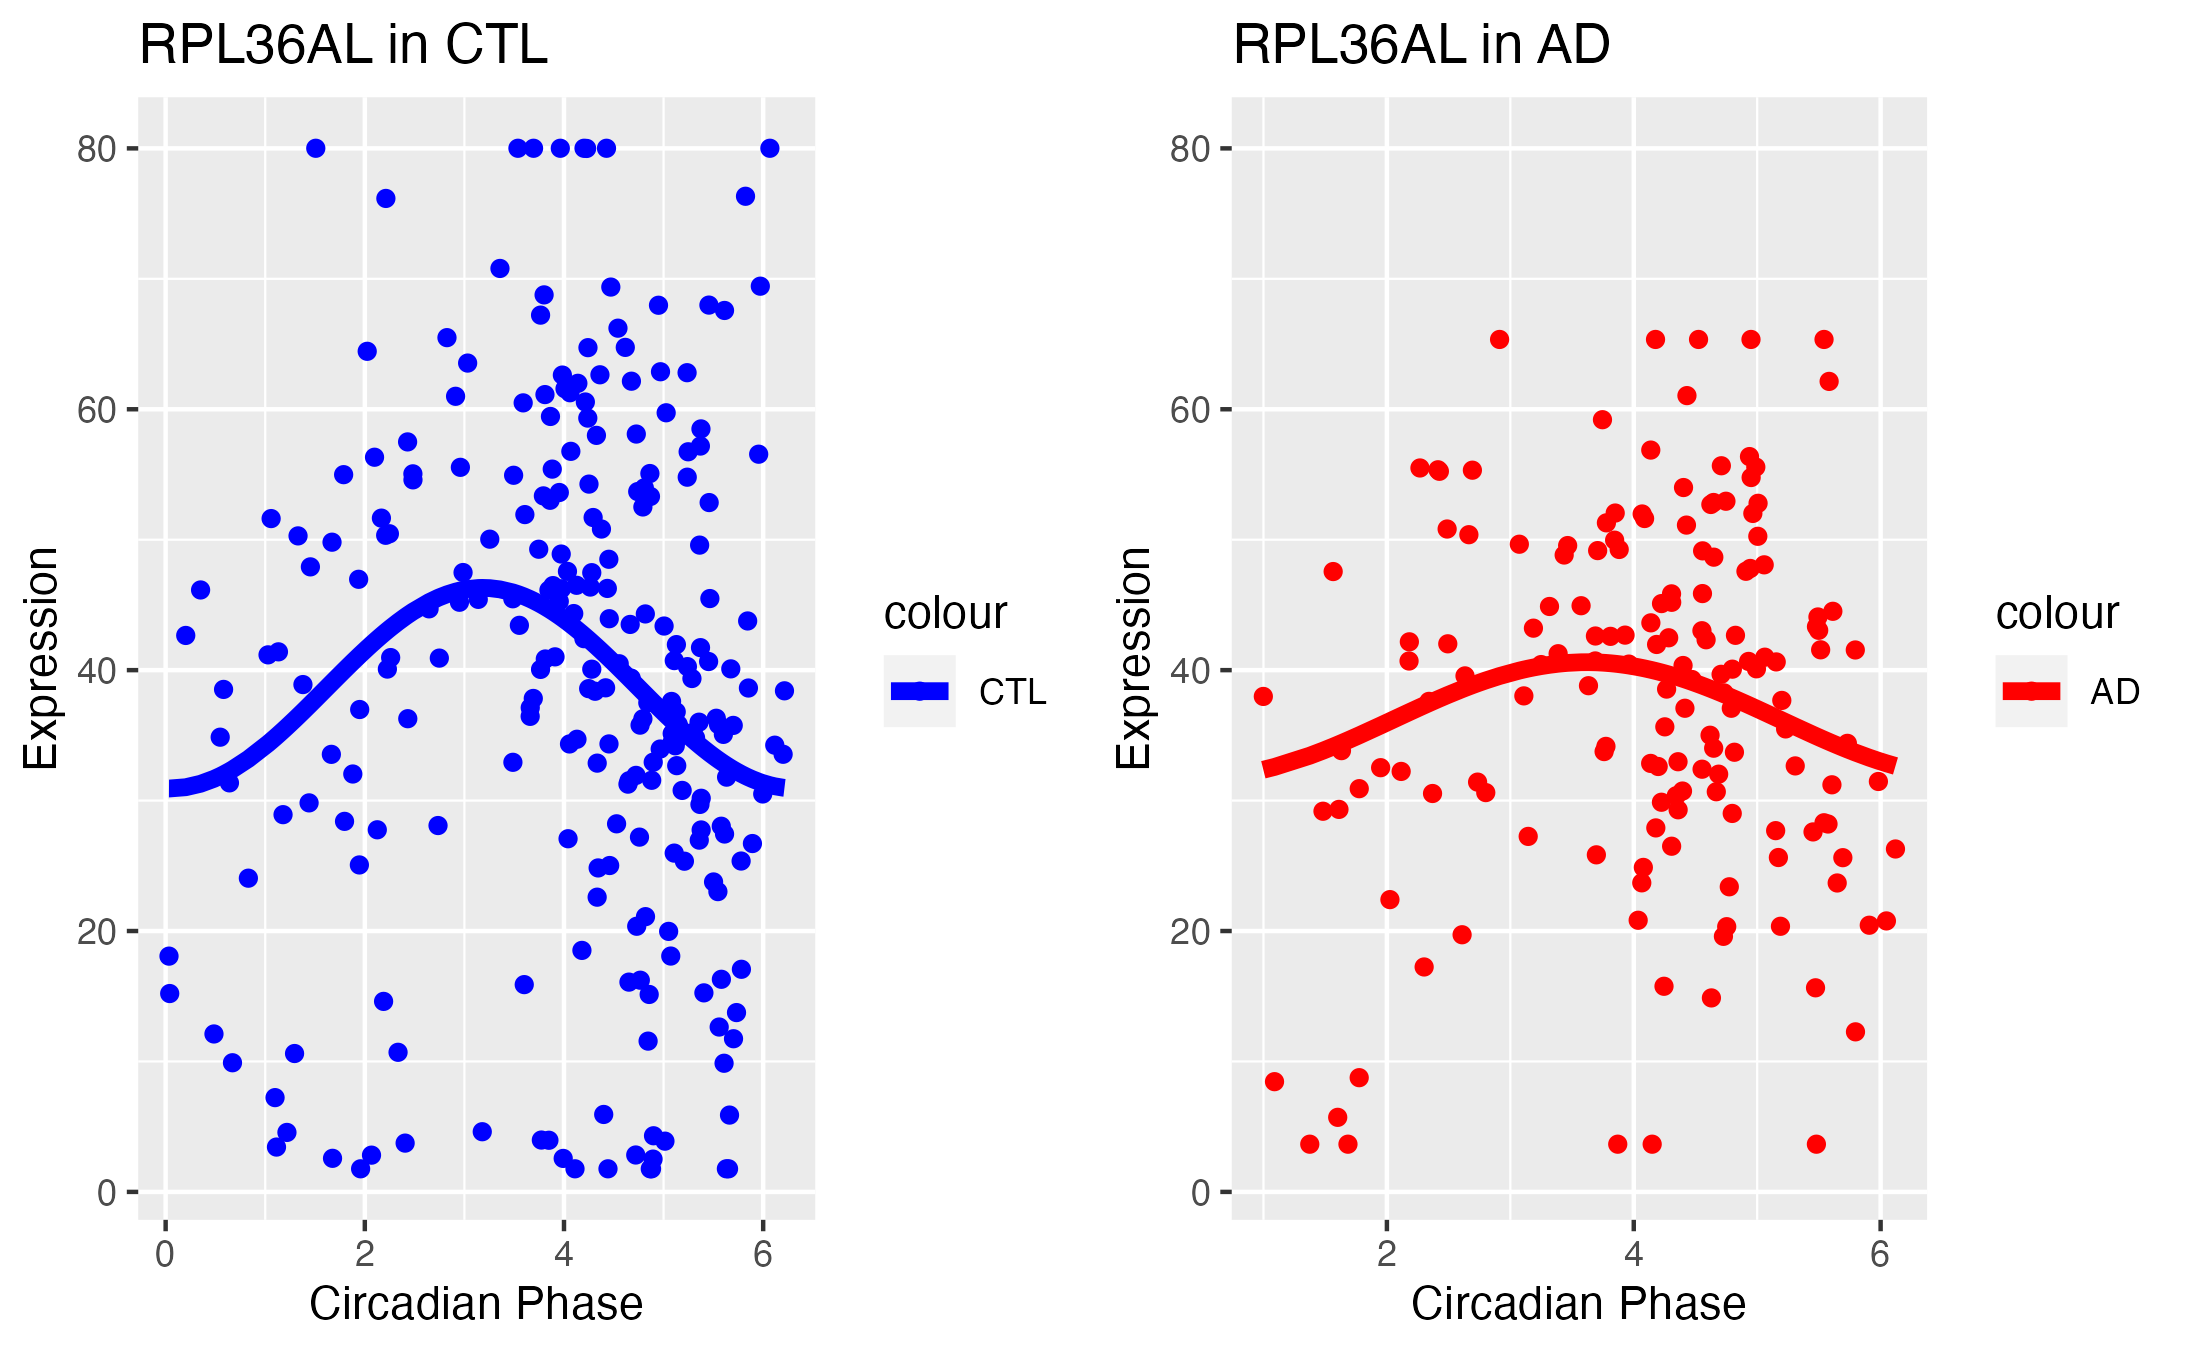 RPL36AL in CTL
80
60
40
20
0
Expression
0 2 4 6
Circadian Phase
colour
CTL
RPL36AL in AD
80
60
40
20
0
Expression
2 4 6
Circadian Phase
colour
AD